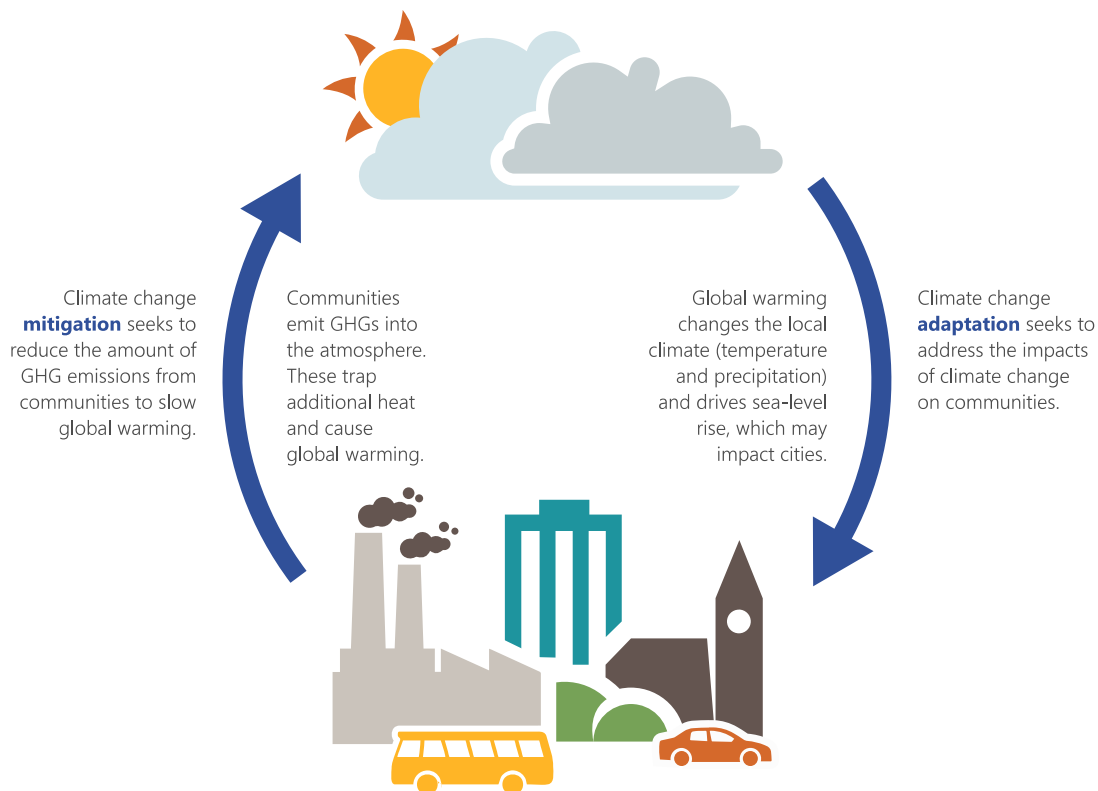 Climate change
mitigation seeks to
reduce the amount of
GHG emissions from
communities to slow
global warming.
Communities
emit GHGs into
the atmosphere.
These trap
additional heat
and cause
global warming.
Global warming
changes the local
climate (temperature
and precipitation)
and drives sea-level
rise, which may
impact cities.
Climate change
adaptation seeks to
address the impacts
of climate change
on communities.